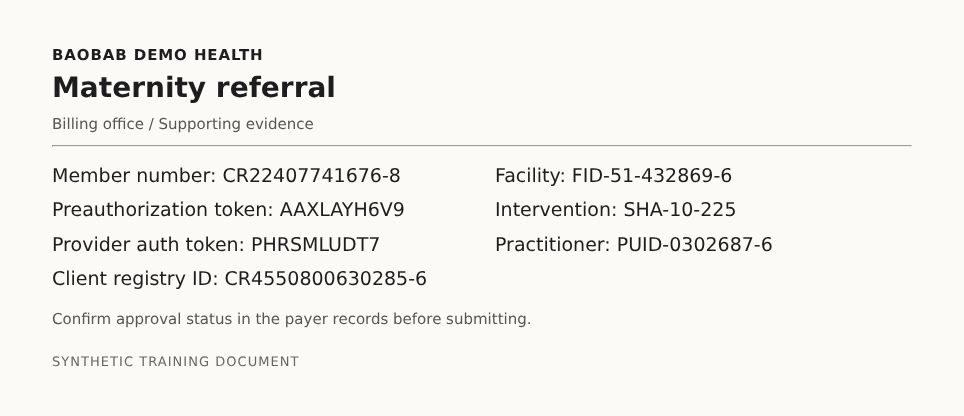 BAOBAB DEMO HEALTH
Maternity referral
Billing office / Supporting evidence
Member number: CR22407741676-8
Facility: FID-51-432869-6
Preauthorization token: AAXLAYH6V9
Intervention: SHA-10-225
Provider auth token: PHRSMLUDT7
Practitioner: PUID-0302687-6
Client registry ID: CR4550800630285-6
Confirm approval status in the payer records before submitting.
SYNTHETIC TRAINING DOCUMENT